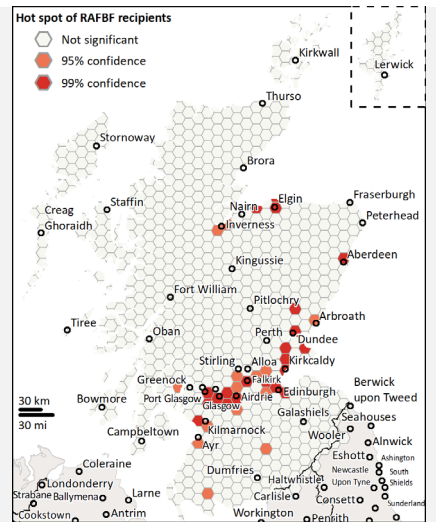 Hot spot of RAFBF recipients
Not significant
95% confidence
99% confidence
Kirkwall
Lerwick
Thurso
Stornoway
Brora
Staffin
Creag
Ghoraidh
Nairn
Elgin
Fraserburgh
Peterhead
Inverness
Aberdeen
Kingussie
Fort William
Pitlochry
Arbroath
Tiree
Oban
Perth
Dundee
Stirling
Alloa
Kirkcaldy
Greenock
Falkirk
Port Glasgow
Airdrie
Edinburgh
Glasgow
Berwick
upon Tweed
30 km
30 mi
Bowmore
Galashiels
Seahouses
Campbeltown
Kilmarnock
Wooler
Alnwick
Ayr
Eshott
Ashington
Coleraine
Dumfries
Haltwhistle
Newcastle
Upon Tyne
South
Shields
Londonderry
Strabane
Ballymena
Larne
Carlisle
Consett
Sunderland
Cookstown
Antrim
Workington
Penrith